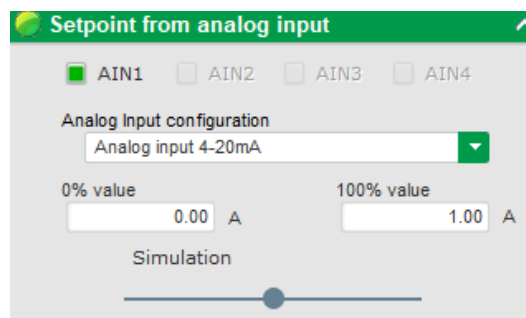 Setpoint from analog input
AIN1 AIN2 AIN3 AIN4
Analog Input configuration
Analog input 4-20mA
0% value 100% value
0.00 A 1.00 A
Simulation